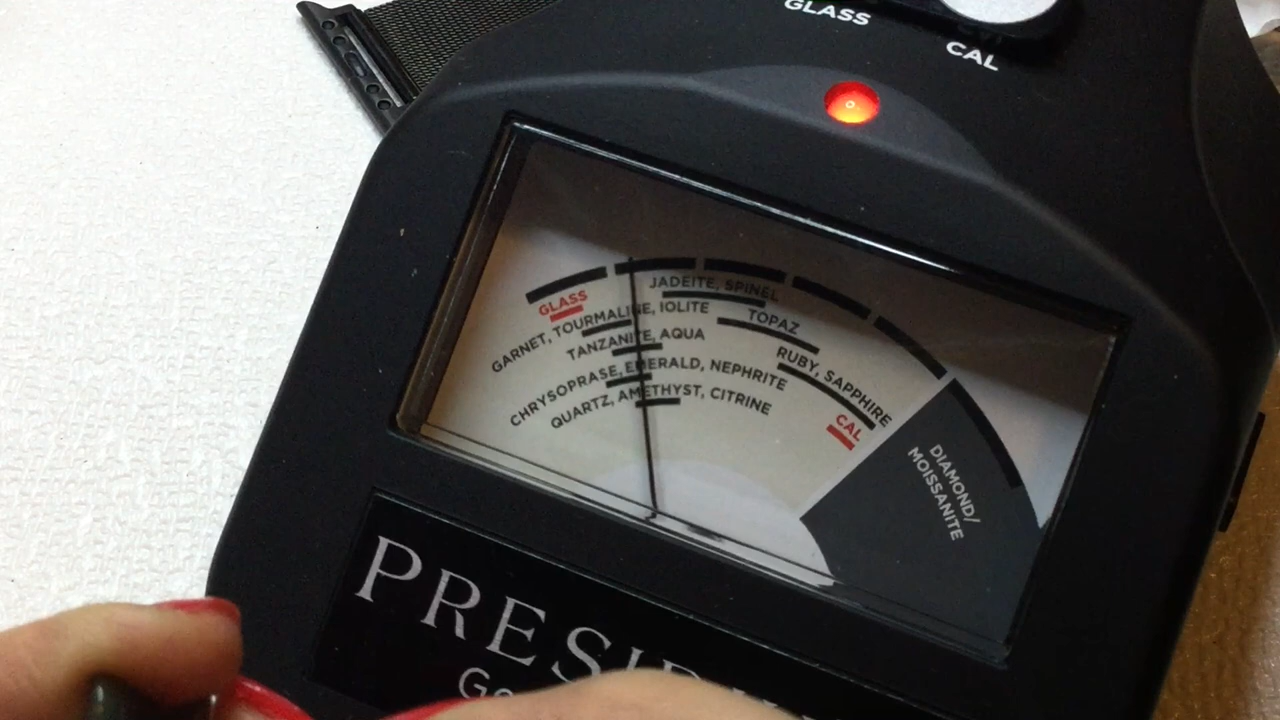 GLASS
CAL
JADEITE, SPINEL
GLASS
GARNET, TOURMALINE, IOLITE
TOPAZ
TANZANITE, AQUA
RUBY, SAPPHIRE
CHRYSOPRASE, EMERALD, NEPHRITE
QUARTZ, AMETHYST, CITRINE
CAL
DIAMOND/
MOISSANITE